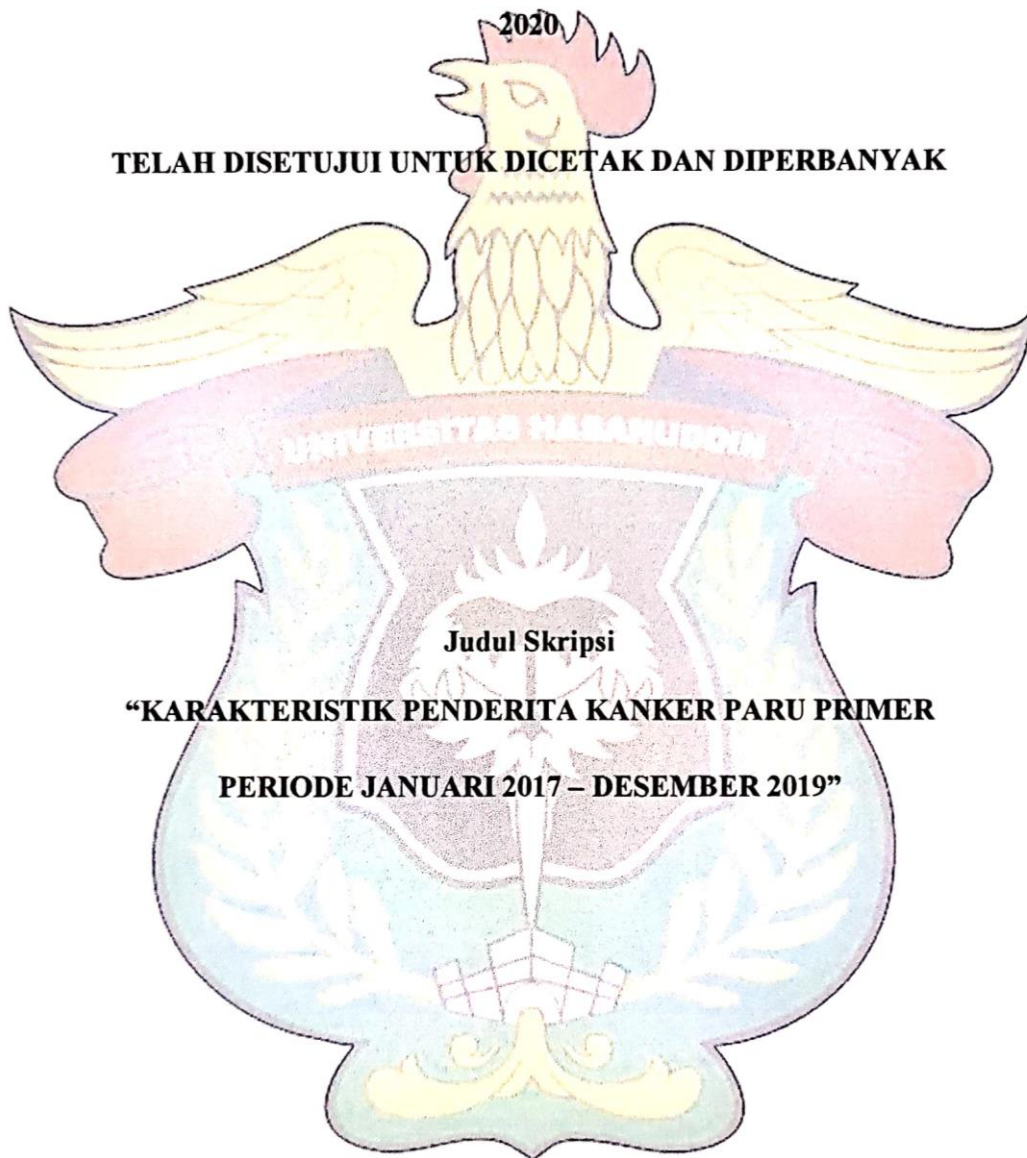 2020
TELAH DISETUJUI UNTUK DICETAK DAN DIPERBANYAK
UNIVERSITAS HASANUDDIN
Judul Skripsi
“KARAKTERISTIK PENDERITA KANKER PARU PRIMER
PERIODE JANUARI 2017 – DESEMBER 2019”